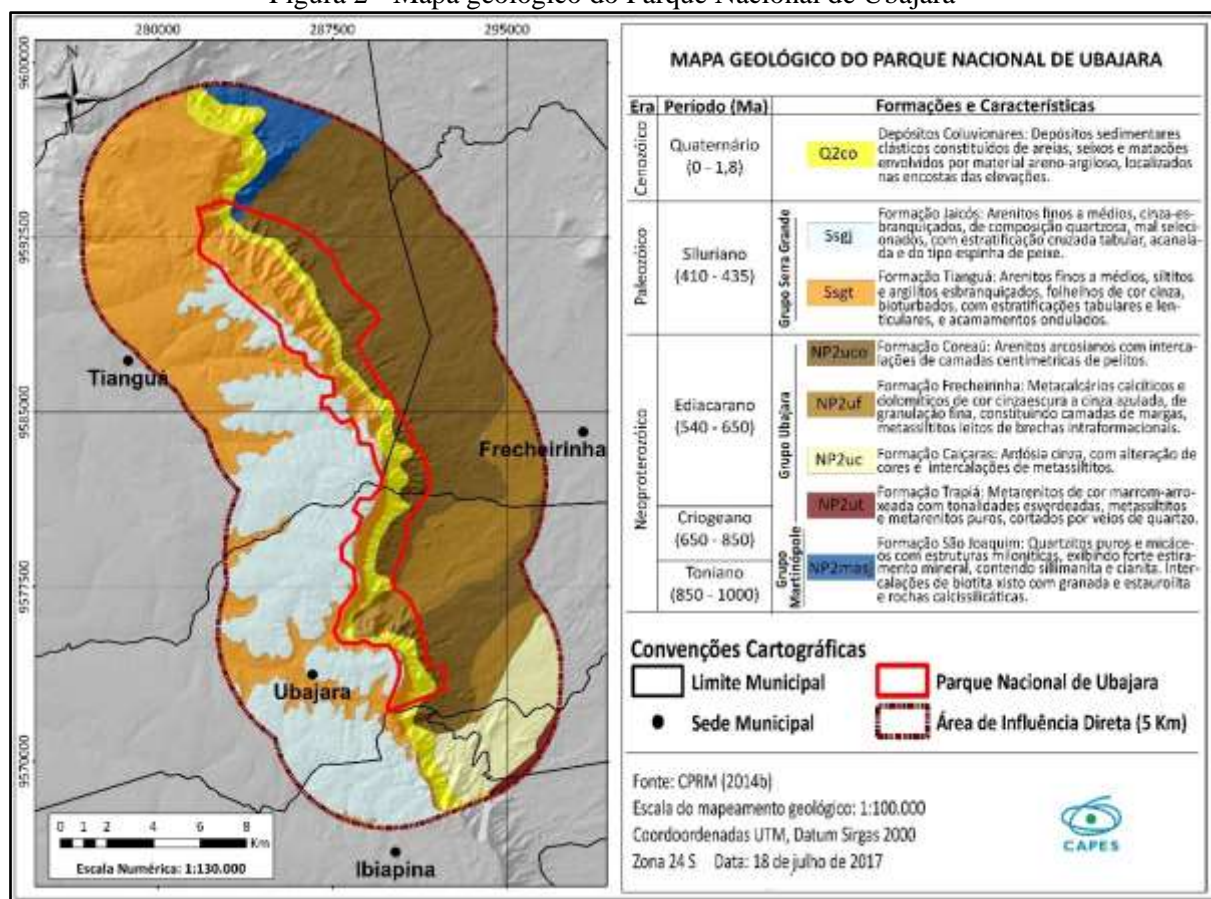 Figura 2 - Mapa geológico do Parque Nacional de Ubajara
280000
287500
295000
9600000
9592500
9585000
9577500
9570000
N
Tianguá
Frecheirinha
Ubajara
Ibiapina
0 1 2 4 6 8
Km
Escala Numérica: 1:130.000
MAPA GEOLÓGICO DO PARQUE NACIONAL DE UBAJARA
Era
Período (Ma)
Formações e Características
Cenozóico
Quaternário
(0 - 1,8)
Q2co
Depósitos Coluvionares: Depósitos sedimentares
clásticos constituídos de areias, seixos e matacões
envolvidos por material areno-argiloso, localizados
nas encostas das elevações.
Paleozóico
Siluriano
(410 - 435)
Grupo Serra Grande
Ssgj
Formação Jaicós: Arenitos finos a médios, cinza-es-
branquiçados, de composição quartzosa, mal seleci-
onados, com estratificação cruzada tabular, acanala-
da e do tipo espinha de peixe.
Ssgt
Formação Tianguá: Arenitos finos a médios, siltitos
e argilitos esbranquiçados, folhelhos de cor cinza,
bioturbados, com estratificações tabulares e len-
ticulares, e acamamentos ondulados.
Neoproterozóico
Ediacarano
(540 - 650)
Criogeano
(650 - 850)
Toniano
(850 - 1000)
Grupo Ubajara
NP2uco
Formação Coreaú: Arenitos arcosianos com interca-
lações de camadas centimetricas de pelitos.
NP2uf
Formação Frecheirinha: Metacalcários calcíticos e
dolomíticos de cor cinzaescura a cinza azulada, de
granulação fina, constituindo camadas de margas,
metassiltitos leitos de brechas intraformacionais.
NP2uc
Formação Caiçaras: Ardósia cinza, com alteração de
cores e intercalações de metassiltitos.
NP2ut
Formação Trapiá: Metarenitos de cor marrom-arro-
xeada com tonalidades esverdeadas, metassiltitos
e metarenitos puros, cortados por veios de quartzo.
Grupo
Martinópole
NP2masj
Formação São Joaquim: Quartzitos puros e micáce-
os com estruturas miloníticas, exibindo forte estira-
mento mineral, contendo sillimanita e cianita. Inter-
calações de biotita xisto com granada e estaurolita
e rochas calcissilicáticas.
Convenções Cartográficas
Limite Municipal
Parque Nacional de Ubajara
Sede Municipal
Área de Influência Direta (5 Km)
Fonte: CPRM (2014b)
Escala do mapeamento geológico: 1:100.000
Coordoordenadas UTM, Datum Sirgas 2000
Zona 24 S Data: 18 de julho de 2017
CAPES